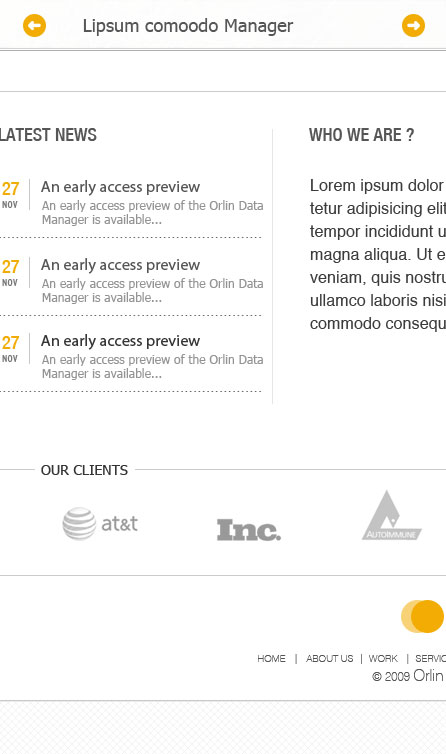 Lipsum comoodo Manager
LATEST NEWS
27
NOV
An early access preview
An early access preview of the Orlin Data
Manager is available...
27
NOV
An early access preview
An early access preview of the Orlin Data
Manager is available...
27
NOV
An early access preview
An early access preview of the Orlin Data
Manager is available...
WHO WE ARE ?
Lorem ipsum dolor
tetur adipisicing elit
tempor incididunt u
magna aliqua. Ut e
veniam, quis nostru
ullamco laboris nisi
commodo consequ
OUR CLIENTS
at&t
Inc.
AUTOIMMUNE
HOME | ABOUT US | WORK | SERVIC
© 2009 Orlin